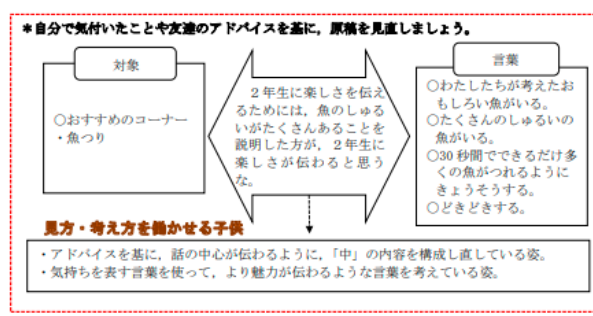 ＊自分で気付いたことや友達のアドバイスを基に，原稿を見直しましょう。
対象
○おすすめのコーナー
・魚つり
２年生に楽しさを伝え
るためには，魚のしゅる
いがたくさんあることを
説明した方が，２年生に
楽しさが伝わると思う
な。
言葉
○わたしたちが考えたお
もしろい魚がいる。
○たくさんのしゅるいの
魚がいる。
○30 秒間でできるだけ多
くの魚がつれるように
きょうそうする。
○どきどきする。
見方・考え方を働かせる子供
・アドバイスを基に，話の中心が伝わるように，「中」の内容を構成し直している姿。
・気持ちを表す言葉を使って，より魅力が伝わるような言葉を考えている姿。